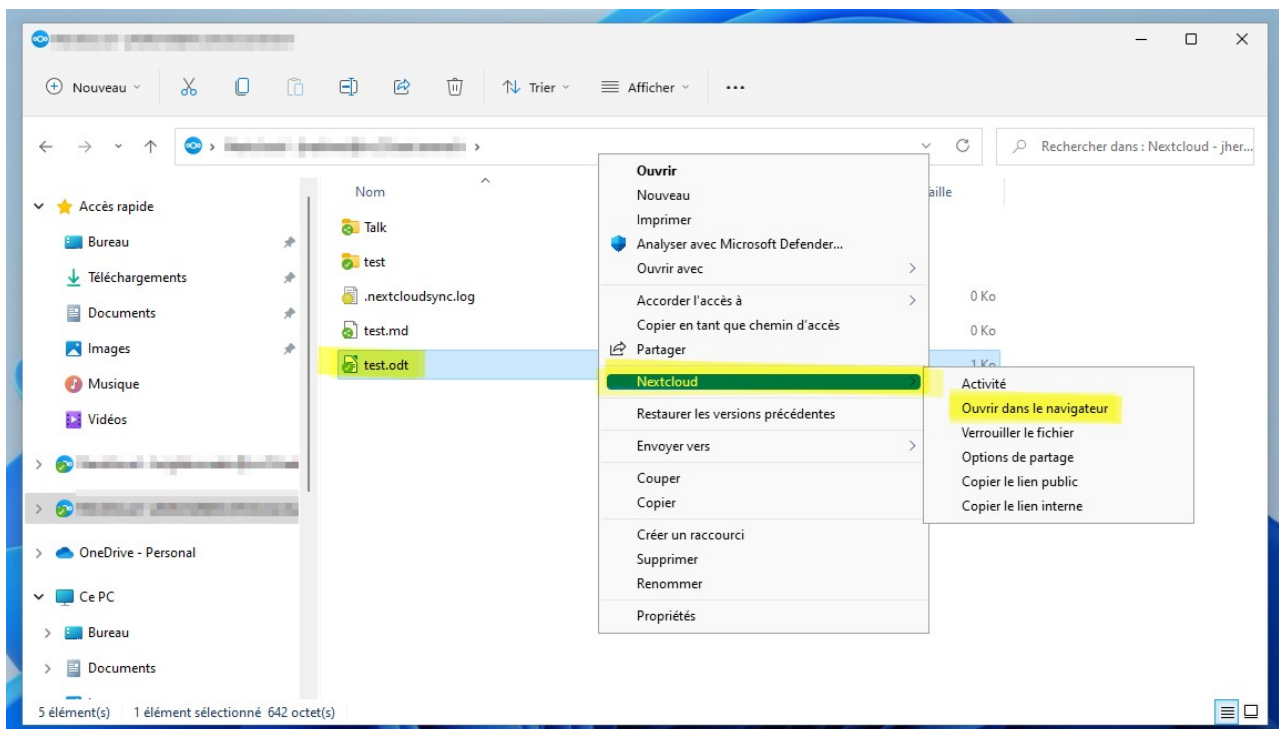 Nouveau
Trier
Afficher
Rechercher dans : Nextcloud - jher...
Accès rapide
Bureau
Téléchargements
Documents
Images
Musique
Vidéos
OneDrive - Personal
Ce PC
Bureau
Documents
Nom
aille
Talk
test
.nextcloudsync.log
0 Ko
test.md
0 Ko
test.odt
1 Ko
Ouvrir
Nouveau
Imprimer
Analyser avec Microsoft Defender...
Ouvrir avec
Accorder l'accès à
Copier en tant que chemin d'accès
Partager
Nextcloud
Restaurer les versions précédentes
Envoyer vers
Couper
Copier
Créer un raccourci
Supprimer
Renommer
Propriétés
Activité
Ouvrir dans le navigateur
Verrouiller le fichier
Options de partage
Copier le lien public
Copier le lien interne
5 élément(s) 1 élément sélectionné 642 octet(s)